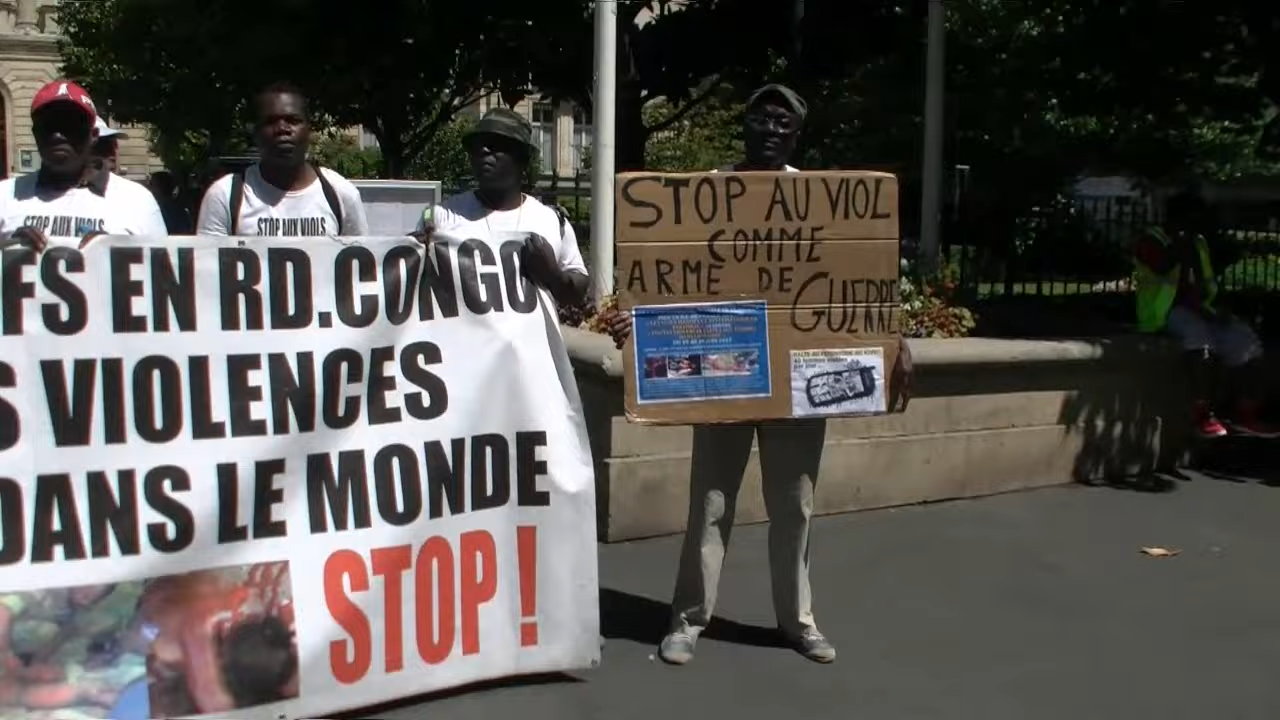 STOP AUX VIOLS
STOP AUX VIOLS
FS EN RD.CONGO
S VIOLENCES
DANS LE MONDE
STOP !
STOP AU VIOL
COMME
ARME DE
GUERRE